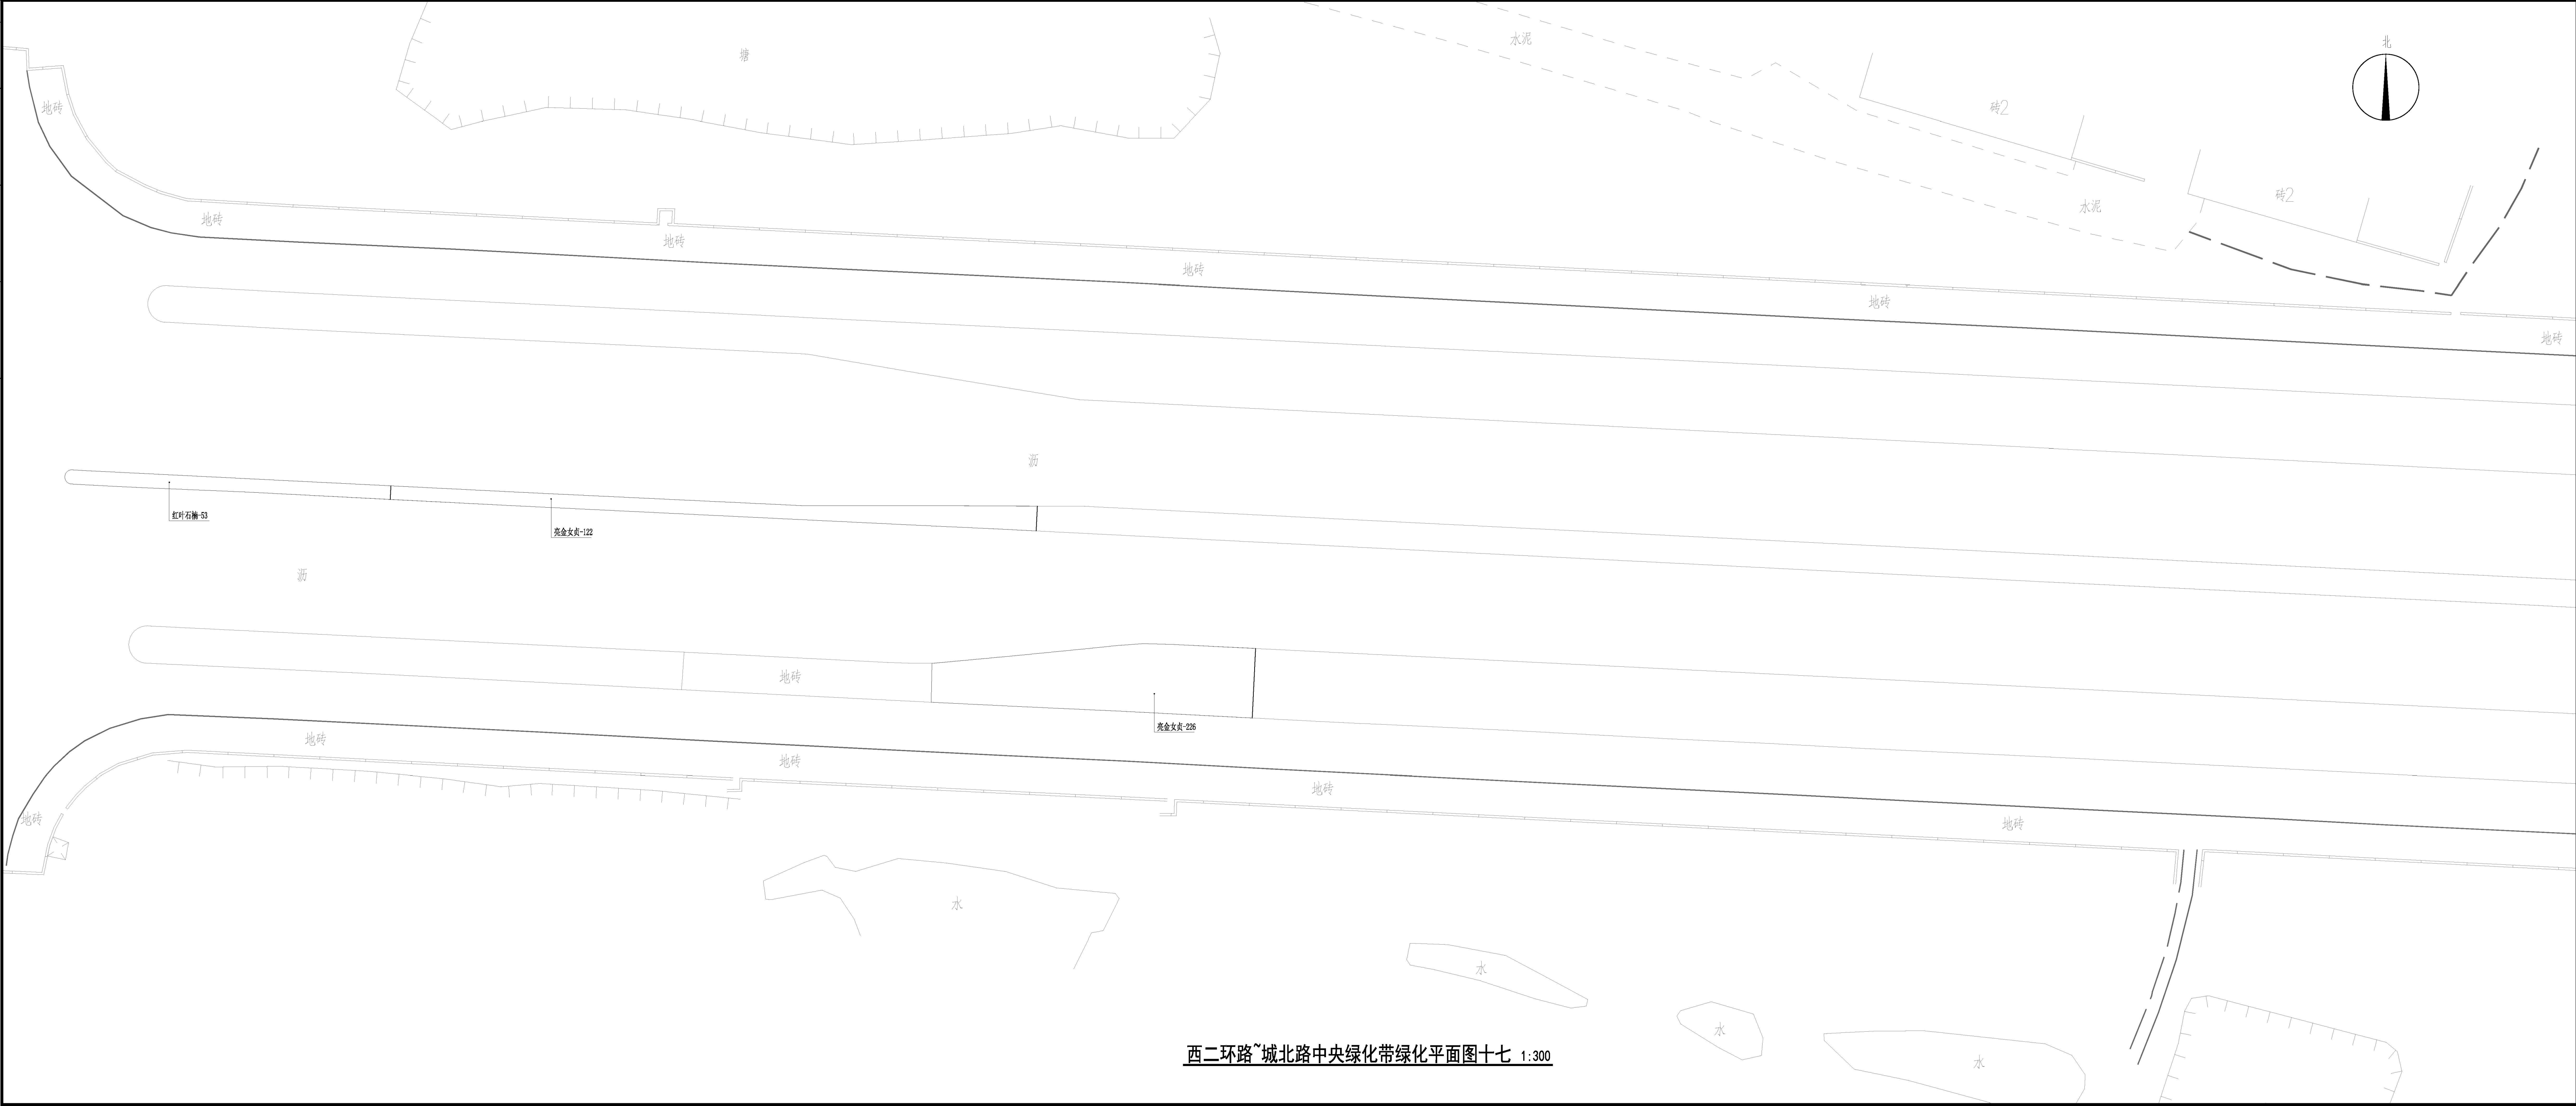 水泥
北
塘
地砖
砖2
砖2
水泥
地砖
地砖
地砖
地砖
地砖
沥
红叶石楠-53
亮金女贞-122
沥
地砖
亮金女贞-226
地砖
地砖
地砖
地砖
地砖
水
水
水
水
西二环路~城北路中央绿化带绿化平面图十七 1:300